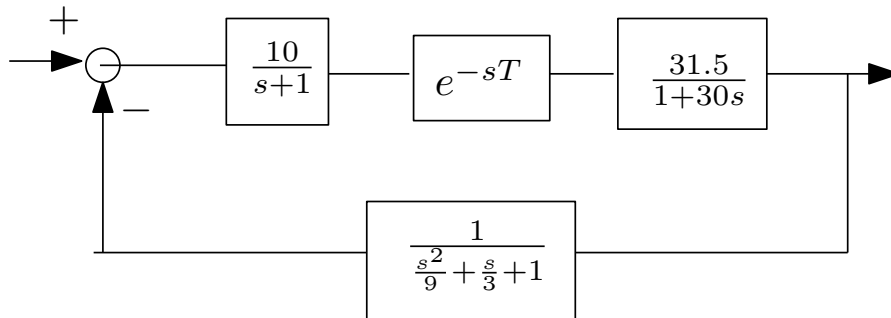 +
10/(s+1)
e^{-sT}
31.5/(1+30s)
−
1/(s^2/9 + s/3 + 1)